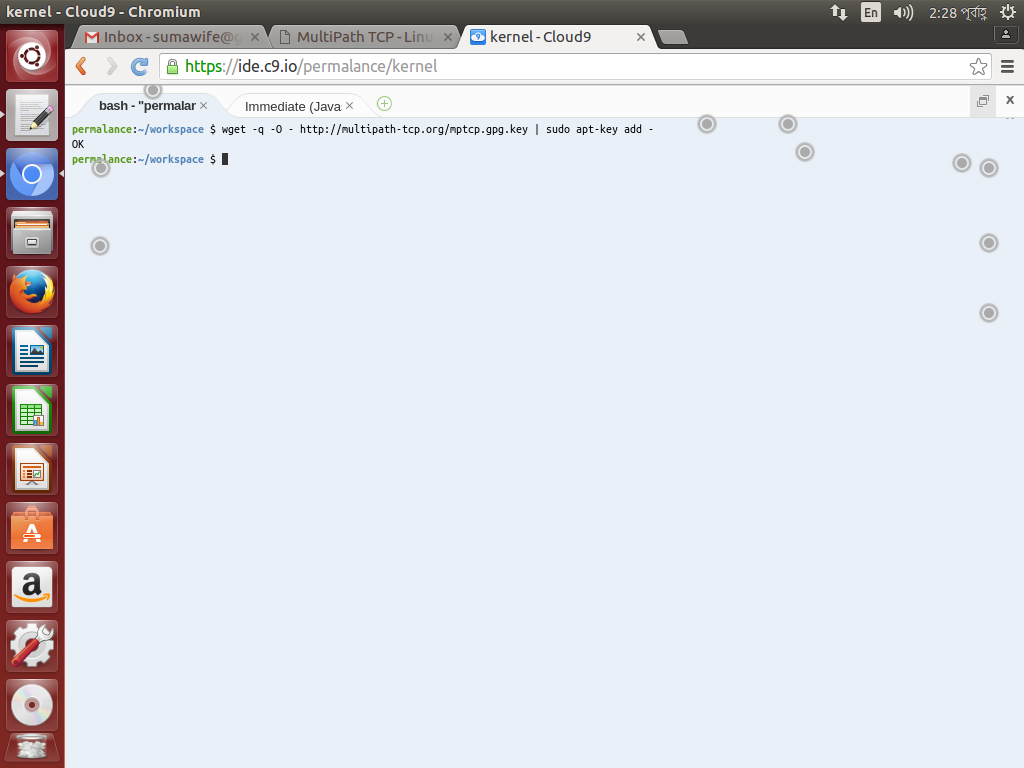 kernel - Cloud9 - Chromium
En
2:28 পূর্বাহ্ণ
Inbox - sumawife@g
MultiPath TCP - Linu
kernel - Cloud9
https://ide.c9.io/permalance/kernel
bash - "permalar
Immediate (Java
permalance:~/workspace $ wget -q -O - http://multipath-tcp.org/mptcp.gpg.key | sudo apt-key add -
OK
permalance:~/workspace $